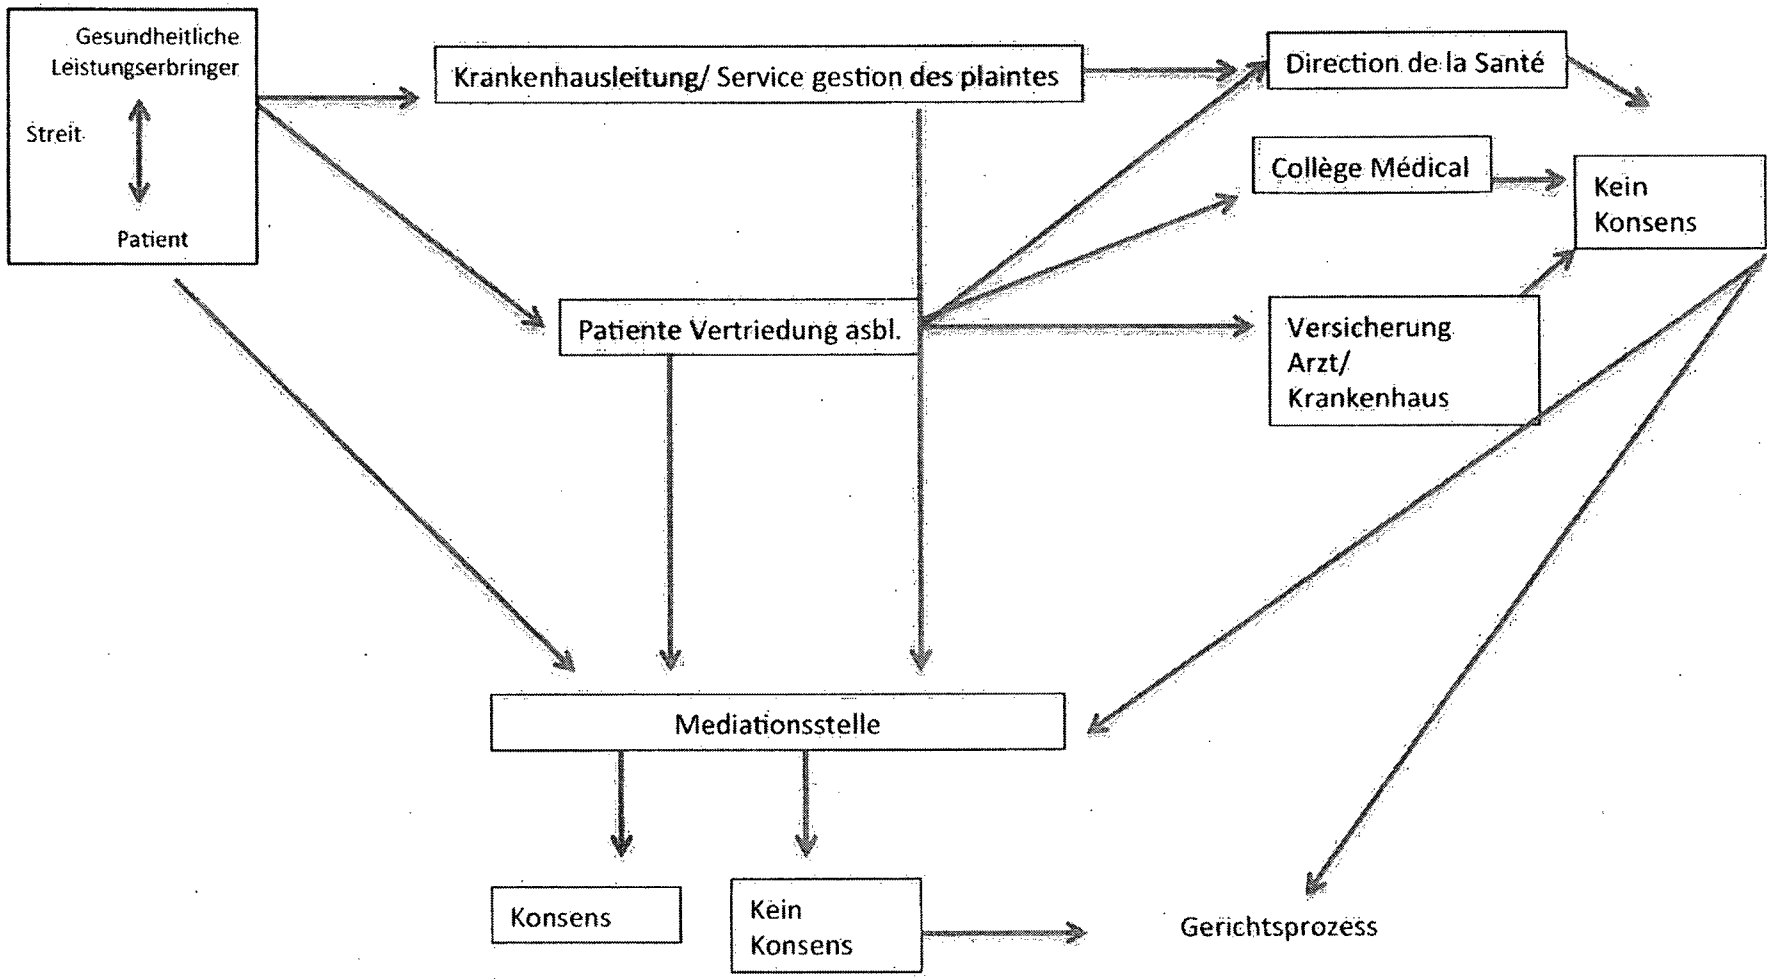 Gesundheitliche
Leistungserbringer
Streit
Patient
Krankenhausleitung/ Service gestion des plaintes
Direction de la Santé
Collège Médical
Kein
Konsens
Patiente Vertriedung asbl.
Versicherung
Arzt/
Krankenhaus
Mediationsstelle
Konsens
Kein
Konsens
Gerichtsprozess